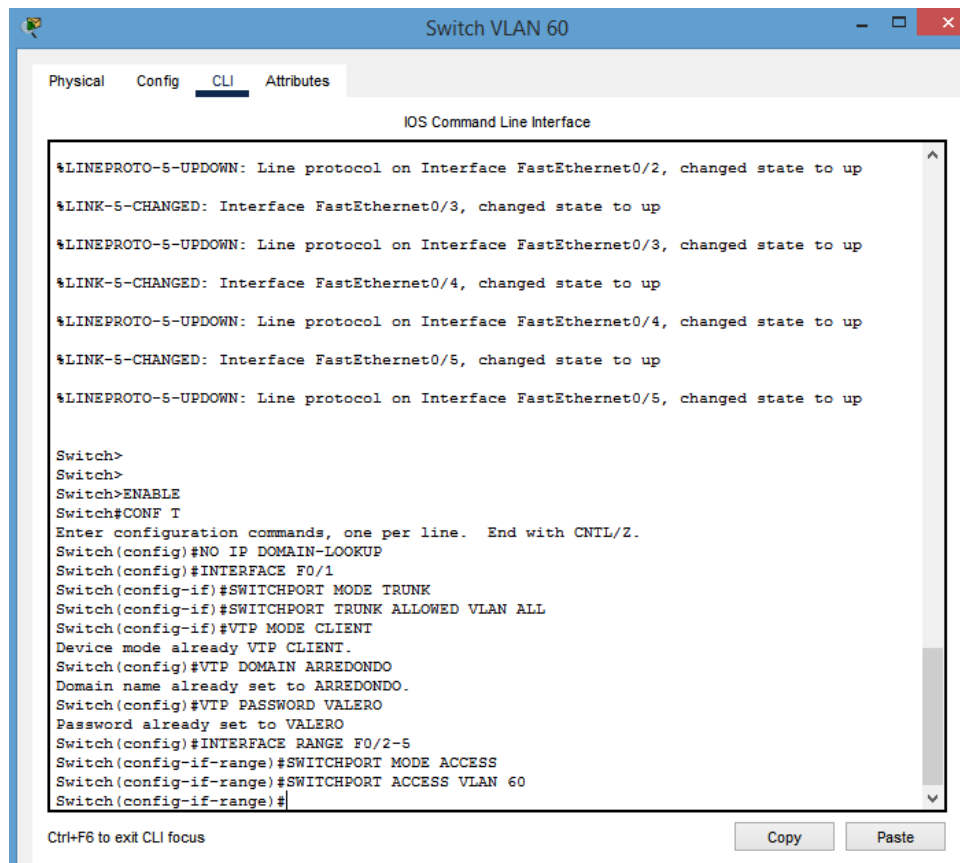 Switch VLAN 60
Physical Config CLI Attributes
IOS Command Line Interface
%LINEPROTO-5-UPDOWN: Line protocol on Interface FastEthernet0/2, changed state to up
%LINK-5-CHANGED: Interface FastEthernet0/3, changed state to up
%LINEPROTO-5-UPDOWN: Line protocol on Interface FastEthernet0/3, changed state to up
%LINK-5-CHANGED: Interface FastEthernet0/4, changed state to up
%LINEPROTO-5-UPDOWN: Line protocol on Interface FastEthernet0/4, changed state to up
%LINK-5-CHANGED: Interface FastEthernet0/5, changed state to up
%LINEPROTO-5-UPDOWN: Line protocol on Interface FastEthernet0/5, changed state to up
Switch>
Switch>
Switch>ENABLE
Switch#CONF T
Enter configuration commands, one per line. End with CNTL/Z.
Switch(config)#NO IP DOMAIN-LOOKUP
Switch(config)#INTERFACE F0/1
Switch(config-if)#SWITCHPORT MODE TRUNK
Switch(config-if)#SWITCHPORT TRUNK ALLOWED VLAN ALL
Switch(config-if)#VTP MODE CLIENT
Device mode already VTP CLIENT.
Switch(config)#VTP DOMAIN ARREDONDO
Domain name already set to ARREDONDO.
Switch(config)#VTP PASSWORD VALERO
Password already set to VALERO
Switch(config)#INTERFACE RANGE F0/2-5
Switch(config-if-range)#SWITCHPORT MODE ACCESS
Switch(config-if-range)#SWITCHPORT ACCESS VLAN 60
Switch(config-if-range)#
Ctrl+F6 to exit CLI focus
Copy Paste